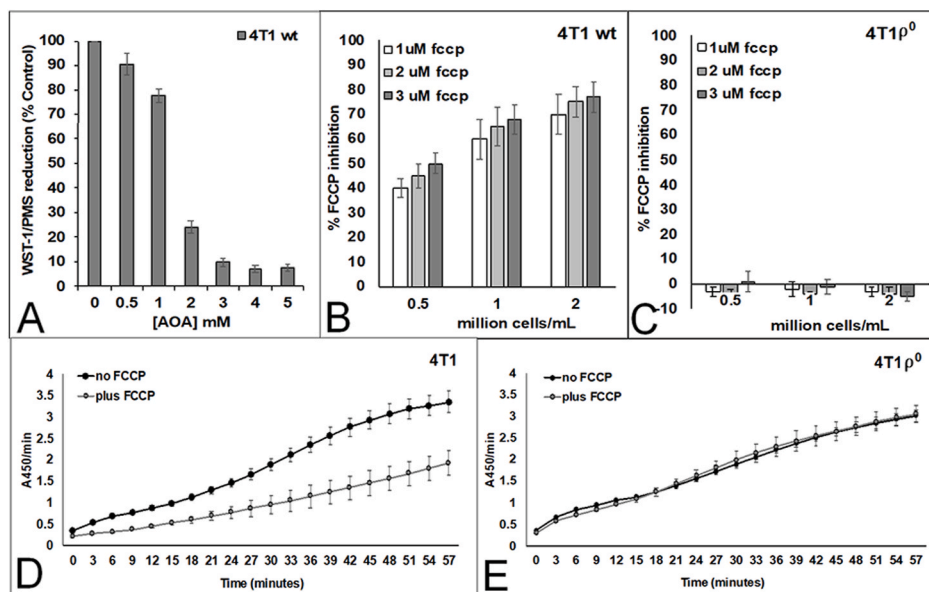 4T1 wt
WST-1/PMS reduction (% Control)
100
90
80
70
60
50
40
30
20
10
0
0 0.5 1 2 3 4 5
[AOA] mM
A
4T1 wt
1uM fccp
2 uM fccp
3 uM fccp
% FCCP inhibition
100
90
80
70
60
50
40
30
20
10
0
0.5 1 2
million cells/mL
B
4T1ρ⁰
1uM fccp
2 uM fccp
3 uM fccp
% FCCP inhibition
100
90
80
70
60
50
40
30
20
10
0
-10
0.5 1 2
million cells/mL
C
4T1
no FCCP
plus FCCP
A450/min
4
3.5
3
2.5
2
1.5
1
0.5
0
0 3 6 9 12 15 18 21 24 27 30 33 36 39 42 45 48 51 54 57
Time (minutes)
D
4T1ρ⁰
no FCCP
plus FCCP
A450/min
4
3.5
3
2.5
2
1.5
1
0.5
0
0 3 6 9 12 15 18 21 24 27 30 33 36 39 42 45 48 51 54 57
Time (minutes)
E